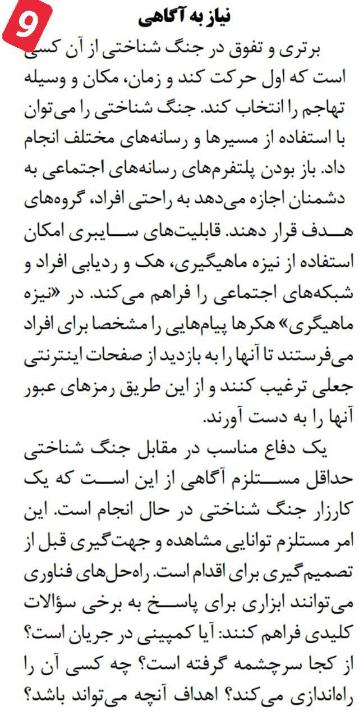 9
نیاز به آگاهی
برتری و تفوق در جنگ شناختی از آن کسی
است که اول حرکت کند و زمان، مکان و وسیله
تهاجم را انتخاب کند. جنگ شناختی را می‌توان
با استفاده از مسیرها و رسانه‌های مختلف انجام
داد. باز بودن پلتفرم‌های رسانه‌های اجتماعی به
دشمنان اجازه می‌دهد به راحتی افراد، گروه‌های
هدف قرار دهند. قابلیت‌های سایبری امکان
استفاده از نیزه ماهیگیری، هک و ردیابی افراد و
شبکه‌های اجتماعی را فراهم می‌کند. در «نیزه
ماهیگری» هکرها پیام‌هایی را مشخصا برای افراد
می‌فرستند تا آنها را به بازدید از صفحات اینترنتی
جعلی ترغیب کنند و از این طریق رمزهای عبور
آنها را به دست آورند.
یک دفاع مناسب در مقابل جنگ شناختی
حداقل مستلزم آگاهی از این است که یک
کارزار جنگ شناختی در حال انجام است. این
امر مستلزم توانایی مشاهده و جهت‌گیری قبل از
تصمیم‌گیری برای اقدام است. راه‌حل‌های فناوری
می‌توانند ابزاری برای پاسخ به برخی سؤالات
کلیدی فراهم کنند: آیا کمپینی در جریان است؟
از کجا سرچشمه گرفته است؟ چه کسی آن را
راه‌اندازی می‌کند؟ اهداف آنچه می‌تواند باشد؟